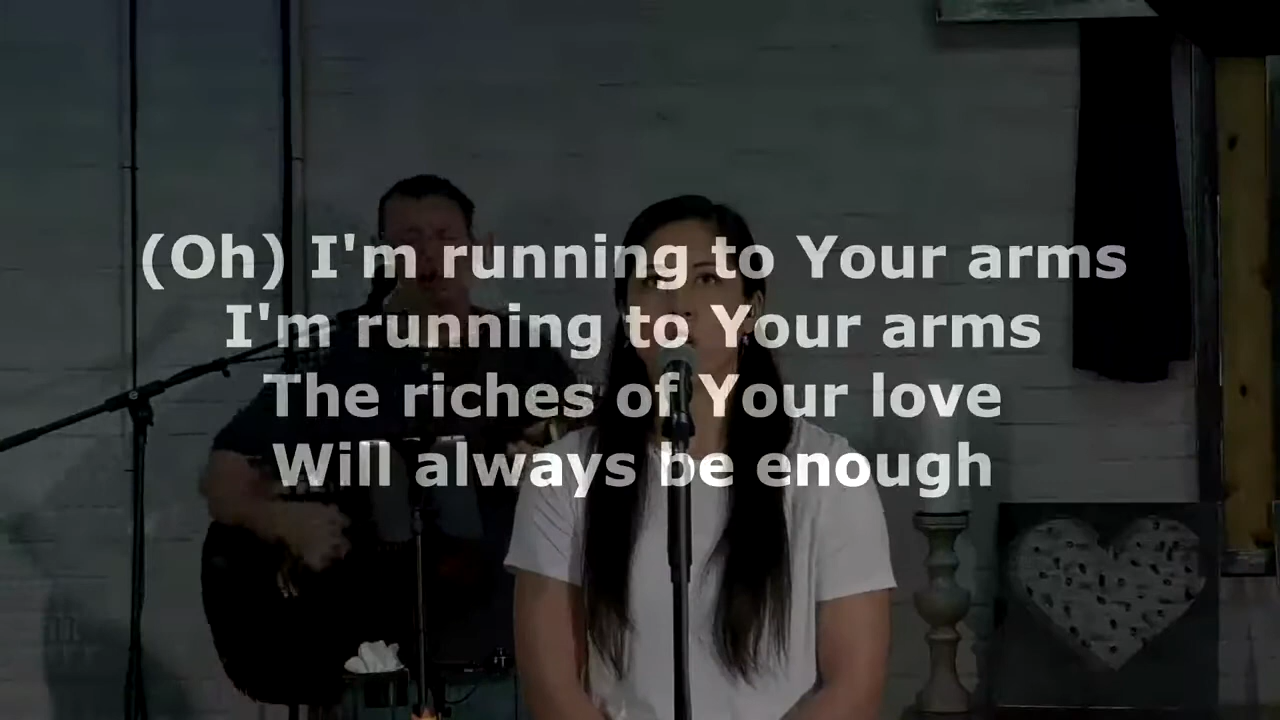 (Oh) I'm running to Your arms
I'm running to Your arms
The riches of Your love
Will always be enough